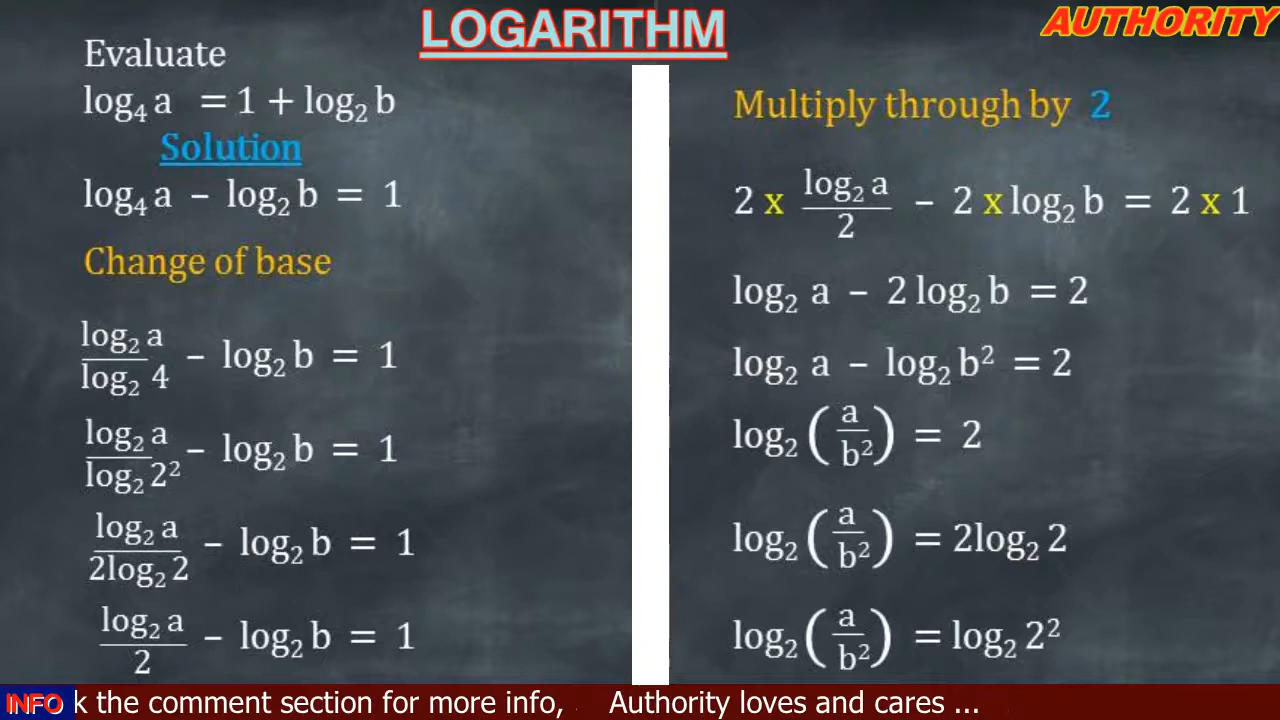 LOGARITHM
AUTHORITY
Evaluate
log₄ a = 1 + log₂ b
Solution
log₄ a – log₂ b = 1
Change of base
log₂ a / log₂ 4 – log₂ b = 1
log₂ a / log₂ 2² – log₂ b = 1
log₂ a / 2log₂ 2 – log₂ b = 1
log₂ a / 2 – log₂ b = 1
Multiply through by 2
2 x log₂ a / 2 – 2 x log₂ b = 2 x 1
log₂ a – 2 log₂ b = 2
log₂ a – log₂ b² = 2
log₂ (a / b²) = 2
log₂ (a / b²) = 2log₂ 2
log₂ (a / b²) = log₂ 2²
INFO k the comment section for more info, Authority loves and cares ...